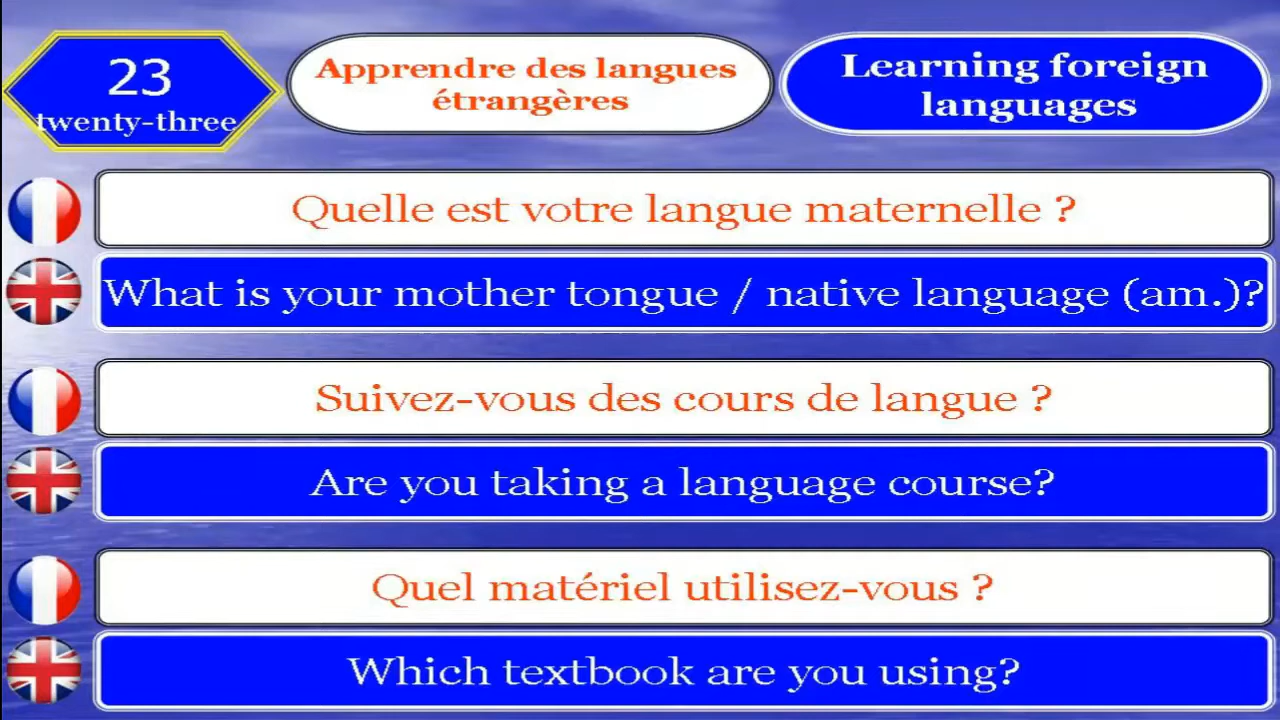 23
twenty-three
Apprendre des langues
étrangères
Learning foreign
languages
Quelle est votre langue maternelle ?
What is your mother tongue / native language (am.)?
Suivez-vous des cours de langue ?
Are you taking a language course?
Quel matériel utilisez-vous ?
Which textbook are you using?